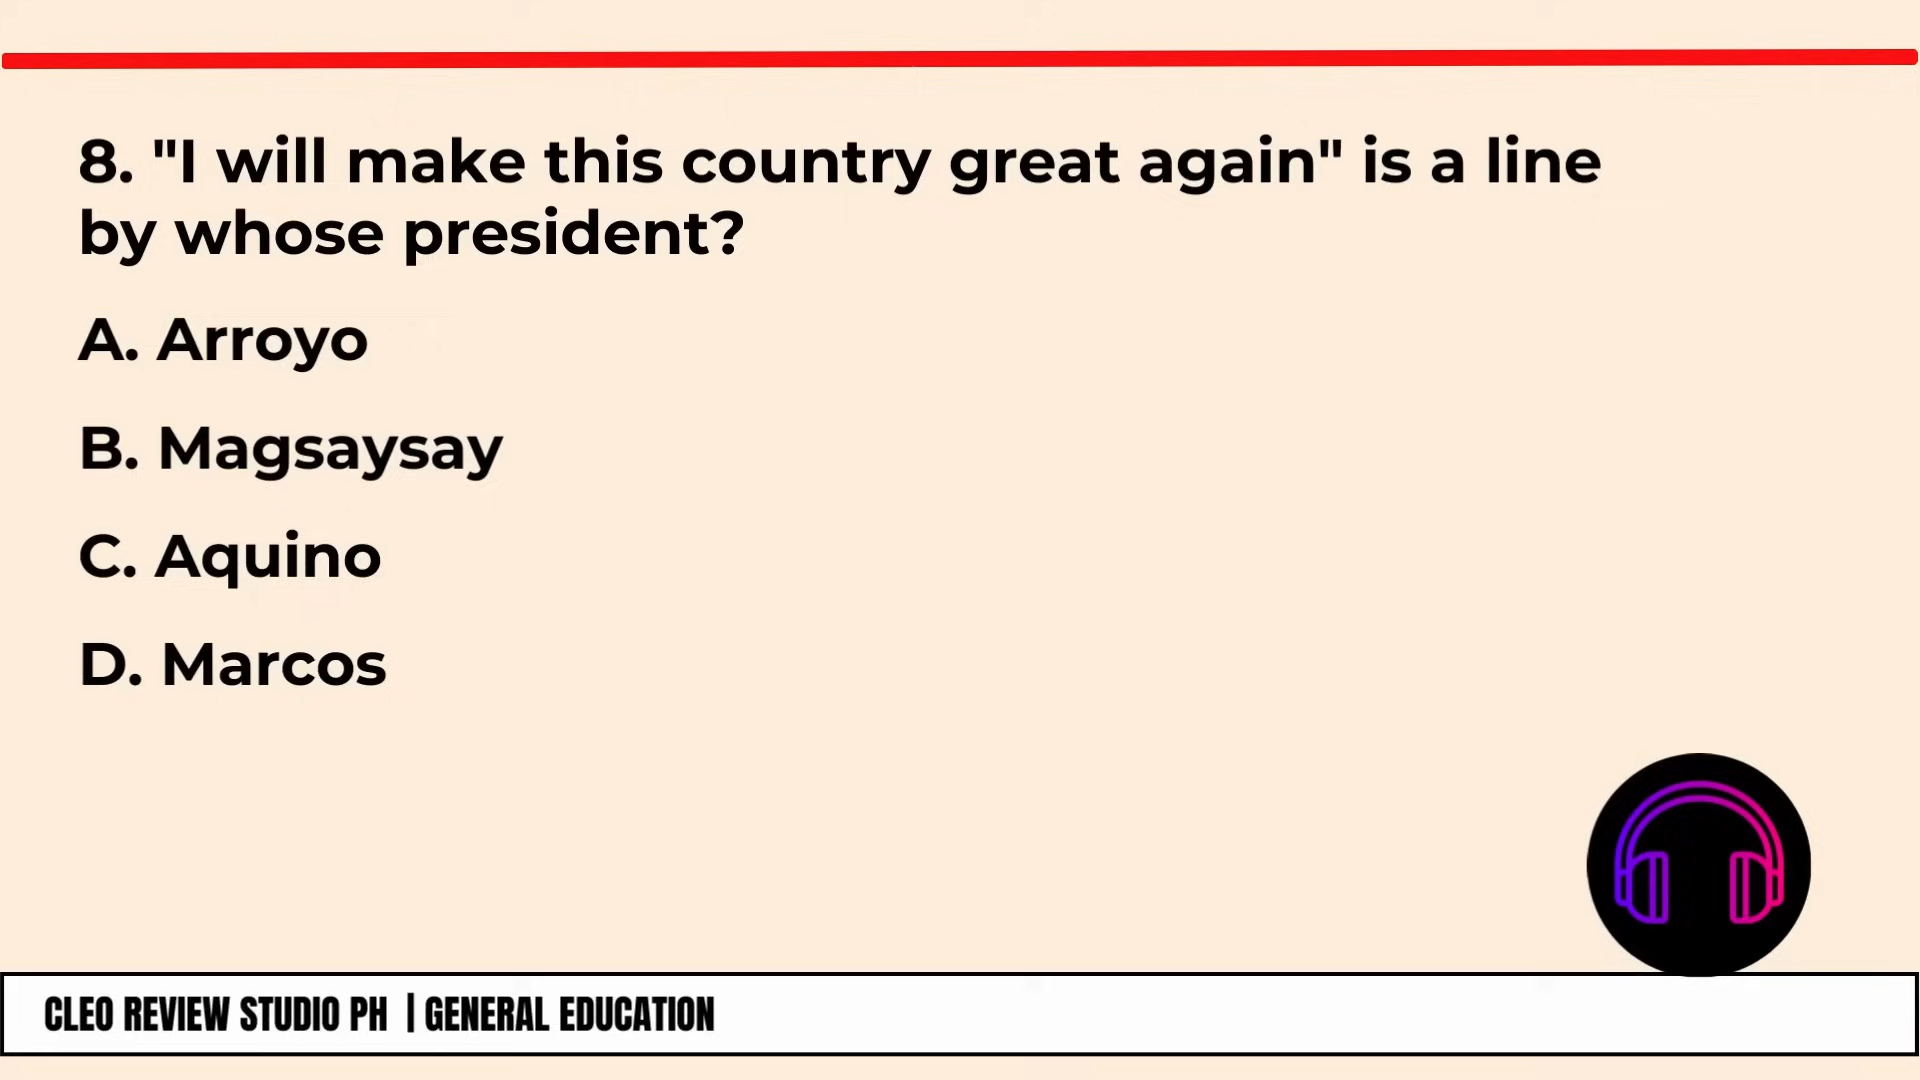 8. "I will make this country great again" is a line
by whose president?
A. Arroyo
B. Magsaysay
C. Aquino
D. Marcos
CLEO REVIEW STUDIO PH | GENERAL EDUCATION